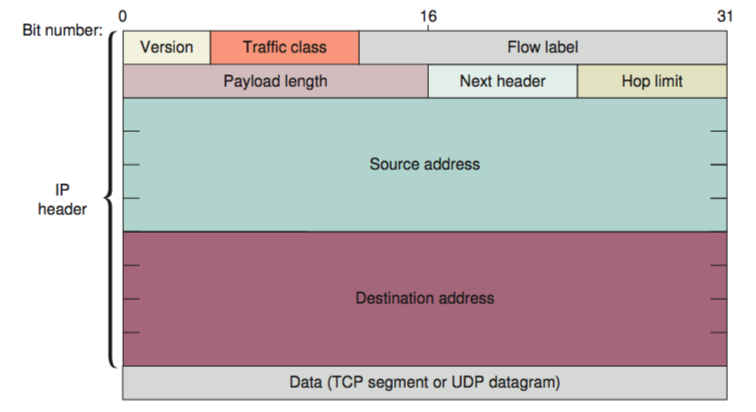 0 16 31
Bit number:
Version Traffic class Flow label
Payload length Next header Hop limit
Source address
IP
header
Destination address
Data (TCP segment or UDP datagram)